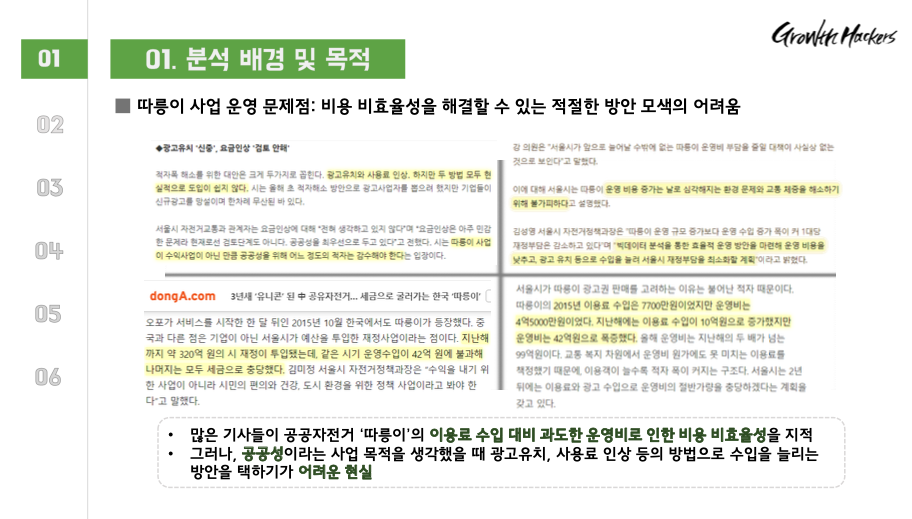 Growth Hackers
01
01. 분석 배경 및 목적
02
03
04
05
06
■ 따릉이 사업 운영 문제점: 비용 비효율성을 해결할 수 있는 적절한 방안 모색의 어려움
◆광고유치 '신중', 요금인상 '검토 안해'
적자폭 해소를 위한 대안은 크게 두가지로 꼽힌다. 광고유치와 사용료 인상, 하지만 두 방법 모두 현
실적으로 도입이 쉽지 않다. 시는 올해 초 적자해소 방안으로 광고사업자를 뽑으려 했지만 기업들이
신규광고를 망설이며 한차례 무산된 바 있다.
서울시 자전거교통과 관계자는 요금인상에 대해 "전혀 생각하고 있지 않다"며 "요금인상은 아주 민감
한 문제라 현재로선 검토단계도 아니다. 공공성을 최우선으로 두고 있다"고 전했다. 시는 따릉이 사업
이 수익사업이 아닌 만큼 공공성을 위해 어느 정도의 적자는 감수해야 한다는 입장이다.
강 의원은 "서울시가 앞으로 늘어날 수밖에 없는 따릉이 운영비 부담을 줄일 대책이 사실상 없는
것으로 보인다"고 말했다.
이에 대해 서울시는 따릉이 운영 비용 증가는 날로 심각해지는 환경 문제와 교통 체증을 해소하기
위해 불가피하다고 설명했다.
김성영 서울시 자전거정책과장은 "따릉이 운영 규모 증가보다 운영 수입 증가 폭이 커 1대당
재정부담은 감소하고 있다"며 "빅데이터 분석을 통한 효율적 운영 방안을 마련해 운영 비용을
낮추고, 광고 유치 등으로 수입을 늘려 서울시 재정부담을 최소화할 계획"이라고 밝혔다.
dongA.com 3년새 '유니콘' 된 中 공유자전거... 세금으로 굴러가는 한국 '따릉이'
오포가 서비스를 시작한 한 달 뒤인 2015년 10월 한국에서도 따릉이가 등장했다. 중
국과 다른 점은 기업이 아닌 서울시가 예산을 투입한 재정사업이라는 점이다. 지난해
까지 약 320억 원의 시 재정이 투입됐는데, 같은 시기 운영수입이 42억 원에 불과해
나머지는 모두 세금으로 충당했다. 김미정 서울시 자전거정책과장은 "수익을 내기 위
한 사업이 아니라 시민의 편의와 건강, 도시 환경을 위한 정책 사업이라고 봐야 한
다"고 말했다.
서울시가 따릉이 광고권 판매를 고려하는 이유는 불어난 적자 때문이다.
따릉이의 2015년 이용료 수입은 7700만원이었지만 운영비는
4억5000만원이었다. 지난해에는 이용료 수입이 10억원으로 증가했지만
운영비는 42억원으로 폭증했다. 올해 운영비는 지난해의 두 배가 넘는
99억원이다. 교통 복지 차원에서 운영비 원가에도 못 미치는 이용료를
책정했기 때문에, 이용객이 늘수록 적자 폭이 커지는 구조다. 서울시는 2년
뒤에는 이용료와 광고 수입으로 운영비의 절반가량을 충당하겠다는 계획을
갖고 있다.
• 많은 기사들이 공공자전거 '따릉이'의 이용료 수입 대비 과도한 운영비로 인한 비용 비효율성을 지적
• 그러나, 공공성이라는 사업 목적을 생각했을 때 광고유치, 사용료 인상 등의 방법으로 수입을 늘리는
방안을 택하기가 어려운 현실